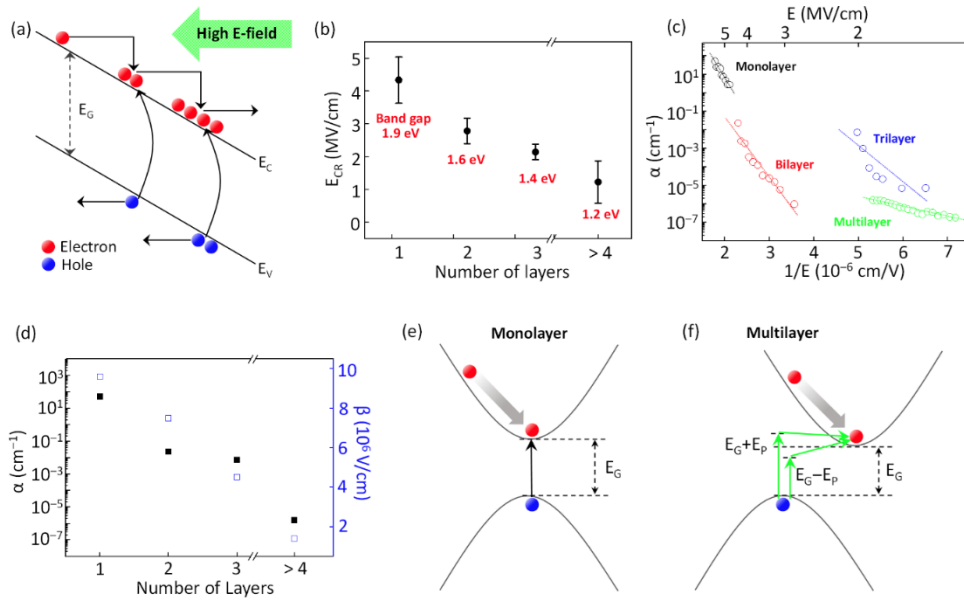 (a)
High E-field
E_G
E_C
E_V
Electron
Hole
(b)
E_CR (MV/cm)
5
4
3
2
1
0
Band gap
1.9 eV
1.6 eV
1.4 eV
1.2 eV
1 2 3 > 4
Number of layers
(c)
E (MV/cm)
5 4 3 2
α (cm⁻¹)
10¹
10⁻¹
10⁻³
10⁻⁵
10⁻⁷
Monolayer
Bilayer
Trilayer
Multilayer
2 3 4 5 6 7
1/E (10⁻⁶ cm/V)
(d)
α (cm⁻¹)
10³
10¹
10⁻¹
10⁻³
10⁻⁵
10⁻⁷
10
8
6
4
2
β (10⁶ V/cm)
1 2 3 > 4
Number of Layers
(e)
Monolayer
E_G
(f)
Multilayer
E_G+E_P
E_G−E_P
E_G